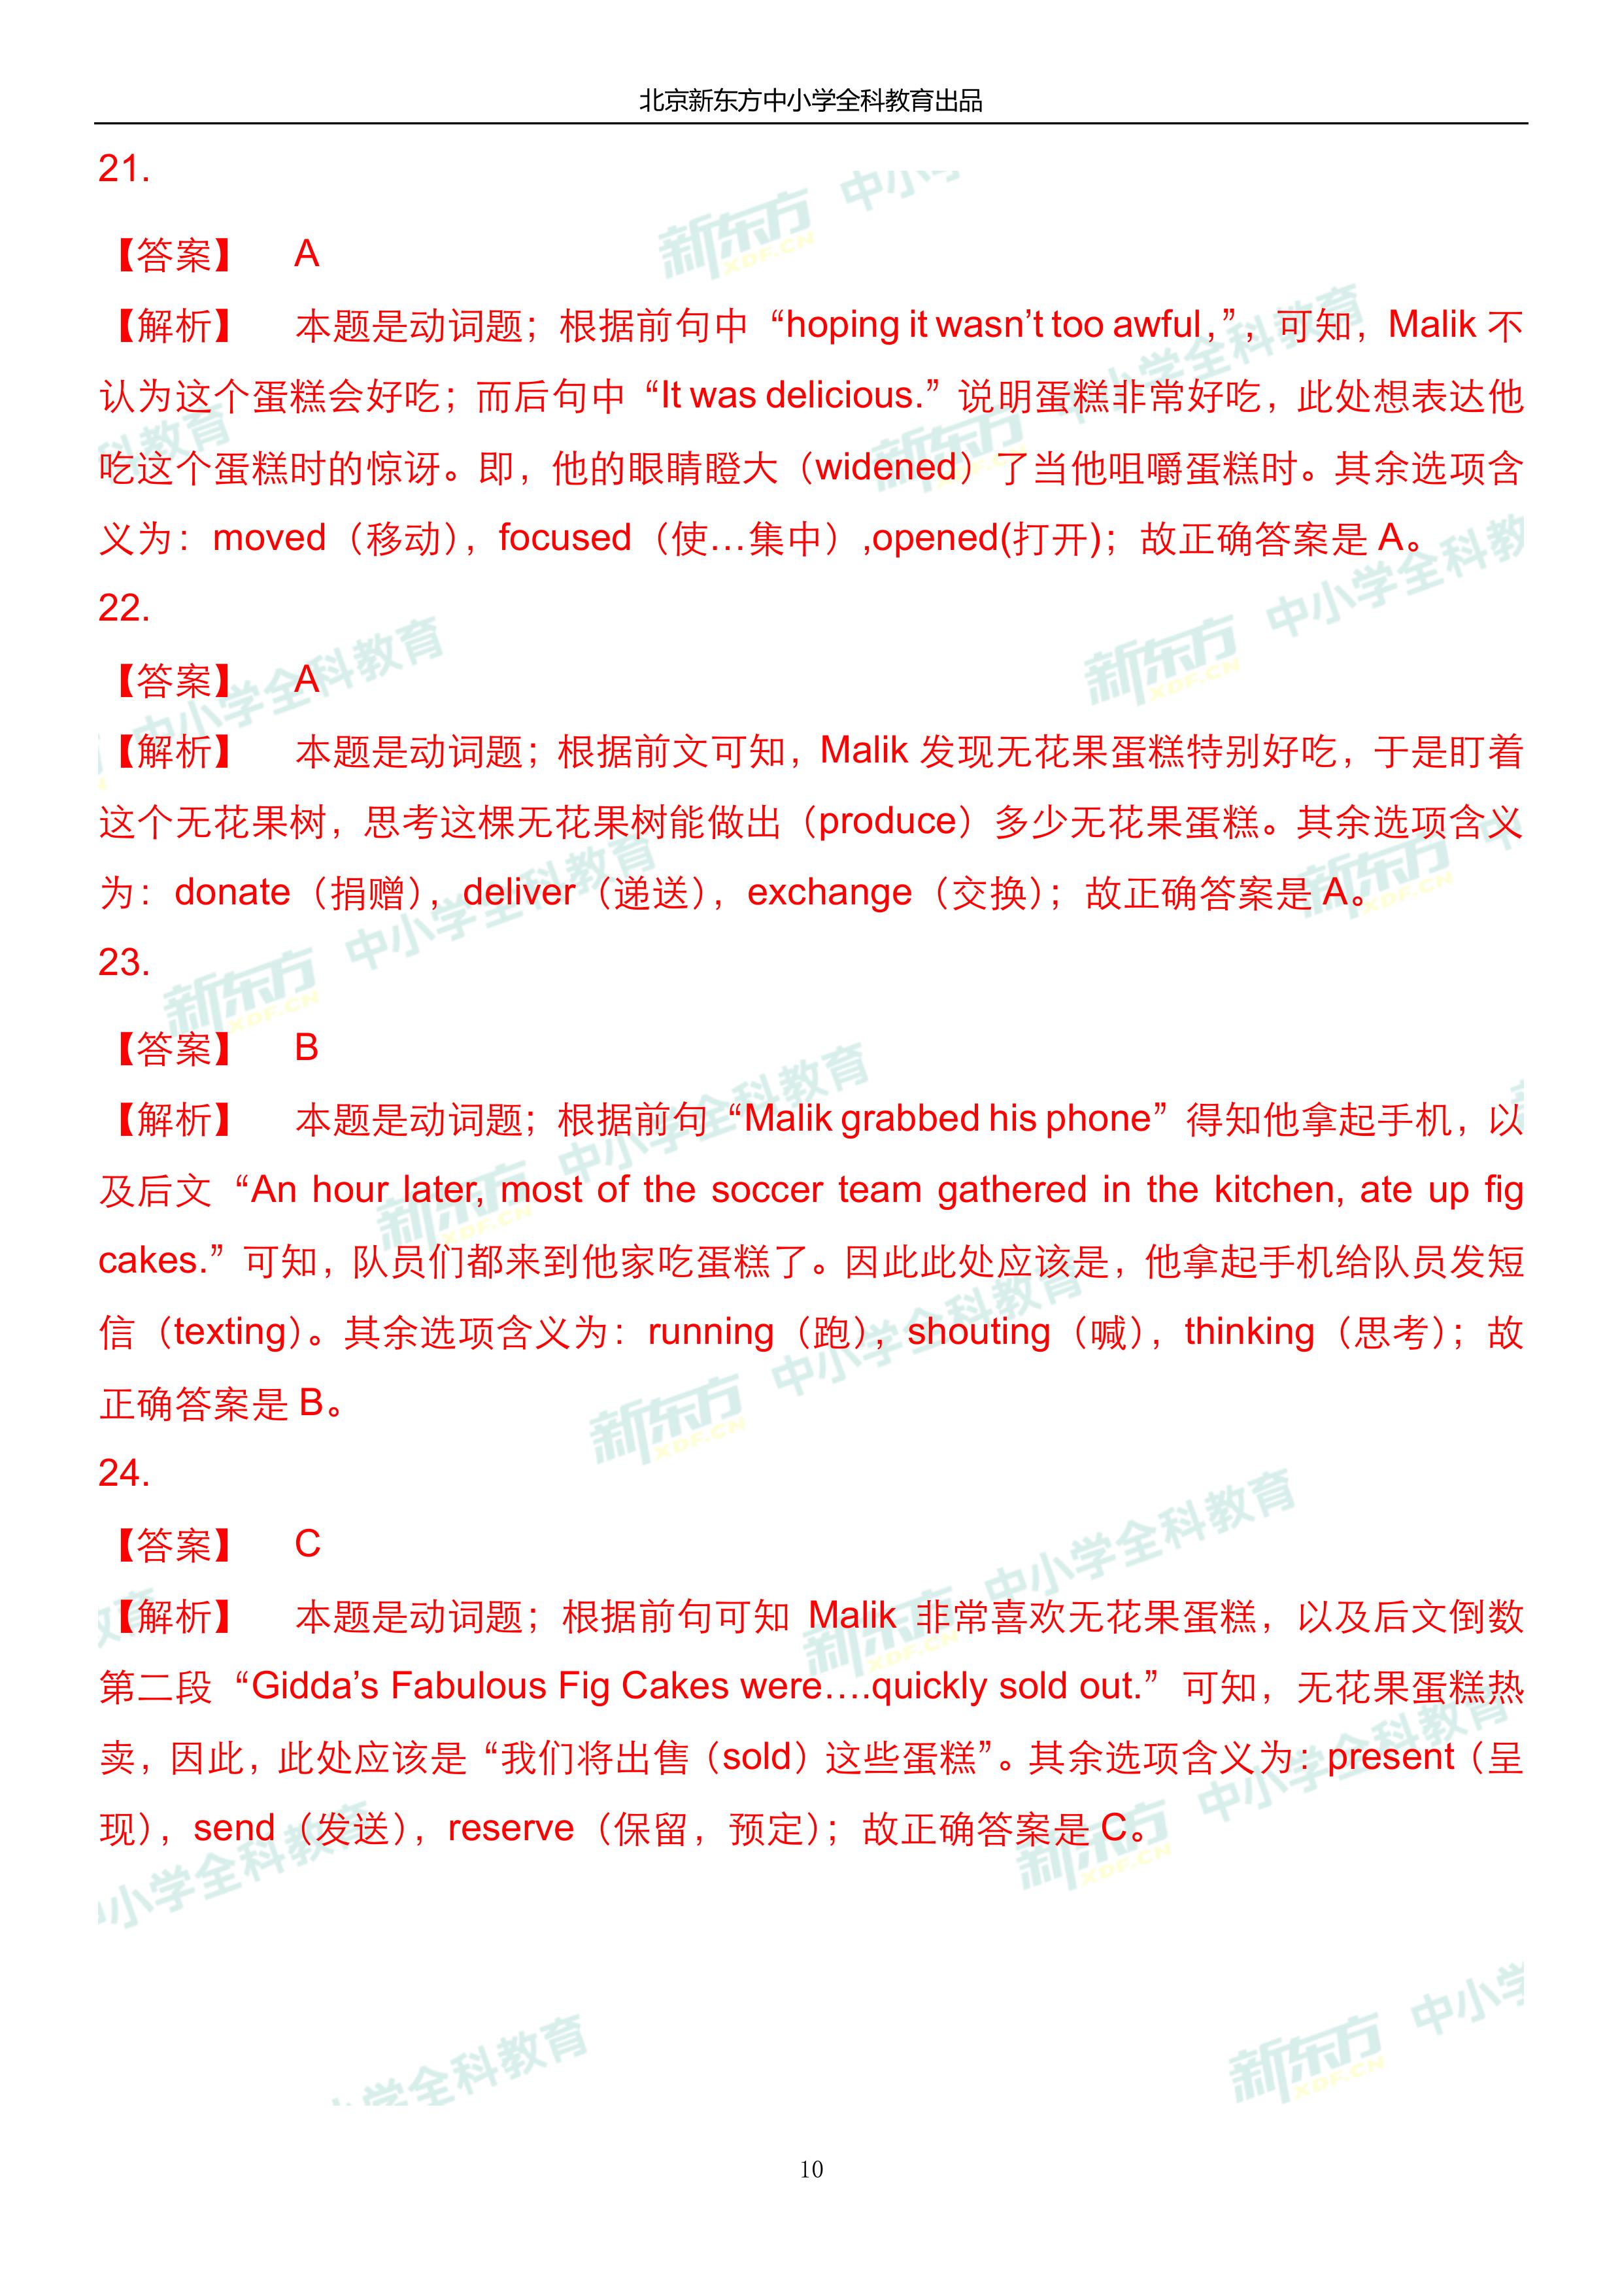 北京新东方中小学全科教育出品
21.
【答案】 A
【解析】 本题是动词题；根据前句中“hoping it wasn’t too awful，”，可知，Malik 不
认为这个蛋糕会好吃；而后句中“It was delicious.”说明蛋糕非常好吃，此处想表达他
吃这个蛋糕时的惊讶。即，他的眼睛瞪大（widened）了当他咀嚼蛋糕时。其余选项含
义为：moved（移动），focused（使…集中）,opened(打开)；故正确答案是 A。
22.
【答案】 A
【解析】 本题是动词题；根据前文可知，Malik 发现无花果蛋糕特别好吃，于是盯着
这个无花果树，思考这棵无花果树能做出（produce）多少无花果蛋糕。其余选项含义
为：donate（捐赠），deliver（递送），exchange（交换）；故正确答案是 A。
23.
【答案】 B
【解析】 本题是动词题；根据前句“Malik grabbed his phone”得知他拿起手机，以
及后文“An hour later, most of the soccer team gathered in the kitchen, ate up fig
cakes.”可知，队员们都来到他家吃蛋糕了。因此此处应该是，他拿起手机给队员发短
信（texting）。其余选项含义为：running（跑），shouting（喊），thinking（思考）；故
正确答案是 B。
24.
【答案】 C
【解析】 本题是动词题；根据前句可知 Malik 非常喜欢无花果蛋糕，以及后文倒数
第二段“Gidda’s Fabulous Fig Cakes were….quickly sold out.”可知，无花果蛋糕热
卖，因此，此处应该是“我们将出售（sold）这些蛋糕”。其余选项含义为：present（呈
现），send（发送），reserve（保留，预定）；故正确答案是 C。
10